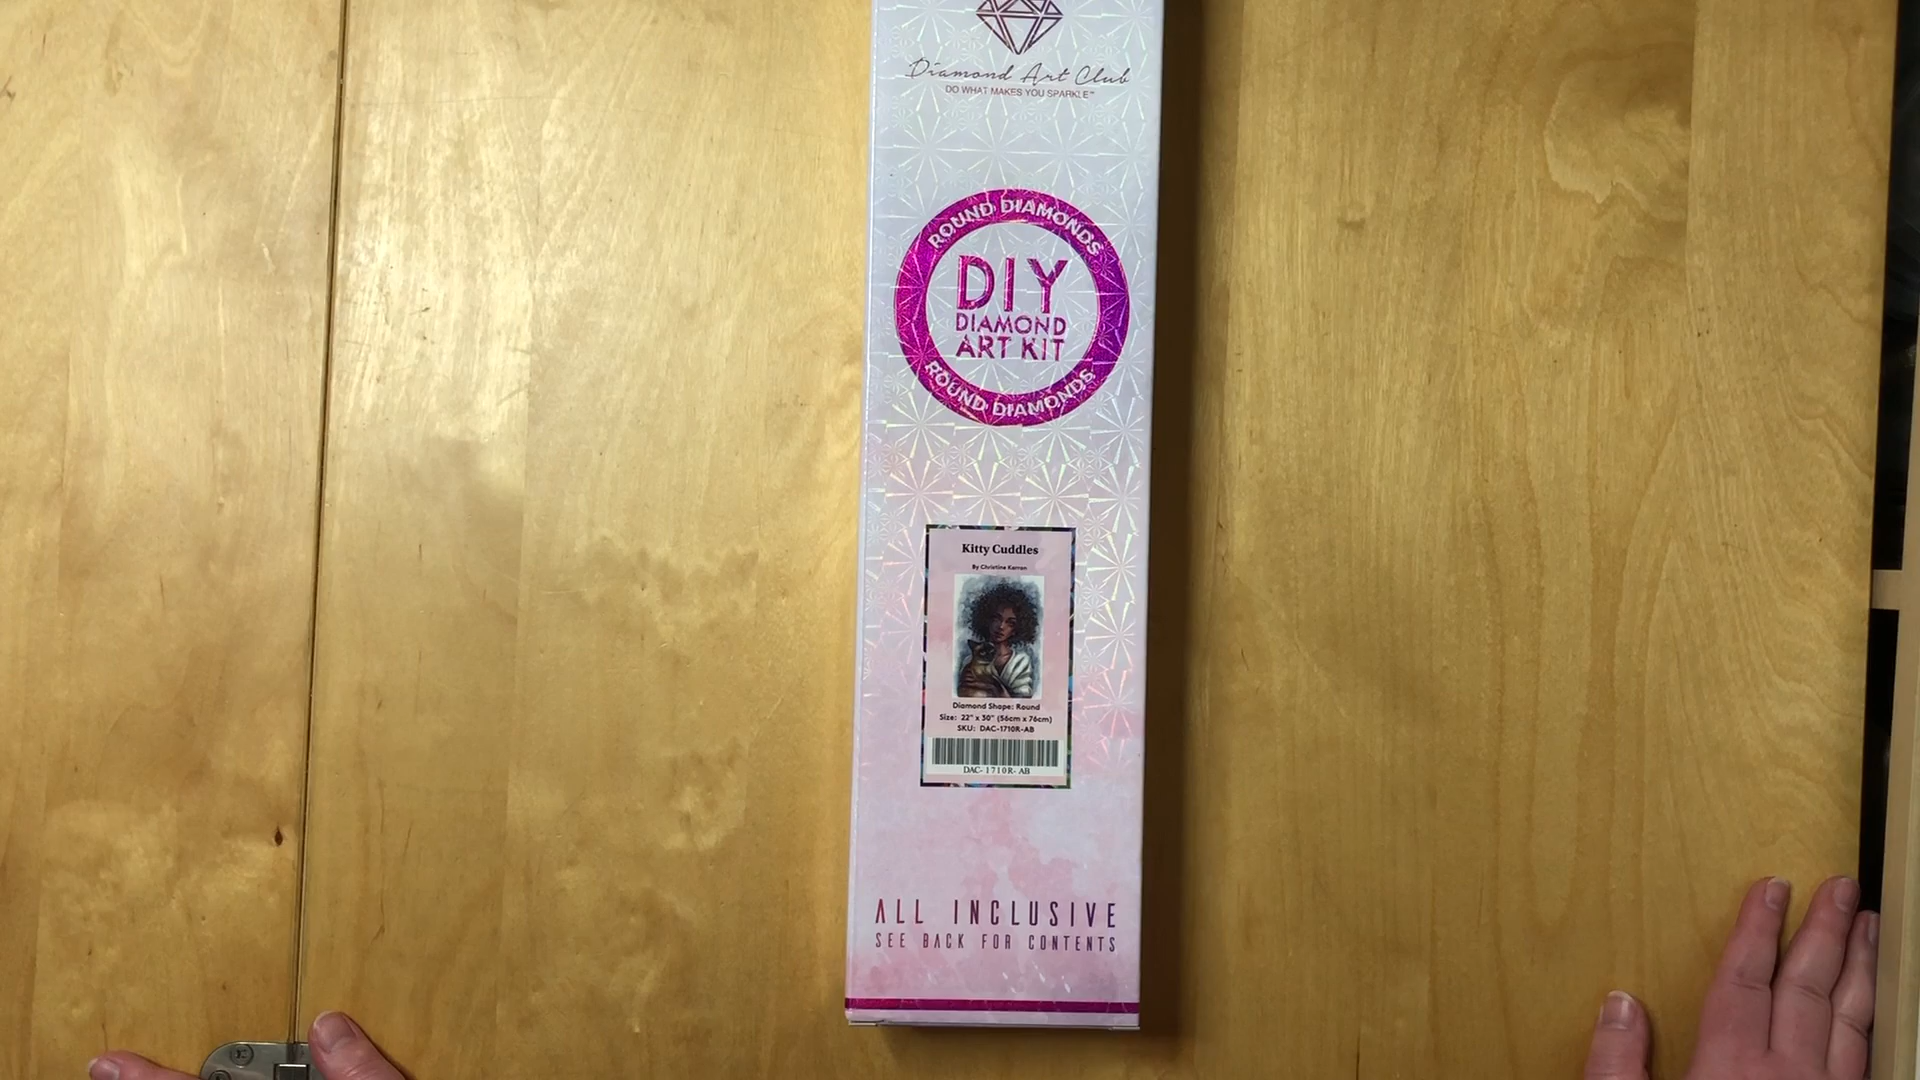 Diamond Art Club
DO WHAT MAKES YOU SPARKLE™
ROUND DIAMONDS
DIY
DIAMOND
ART KIT
ROUND DIAMONDS
Kitty Cuddles
By Christine Karron
Diamond Shape: Round
Size: 22" x 30" (56cm x 76cm)
SKU: DAC-1710R-AB
DAC-1710R-AB
ALL INCLUSIVE
SEE BACK FOR CONTENTS